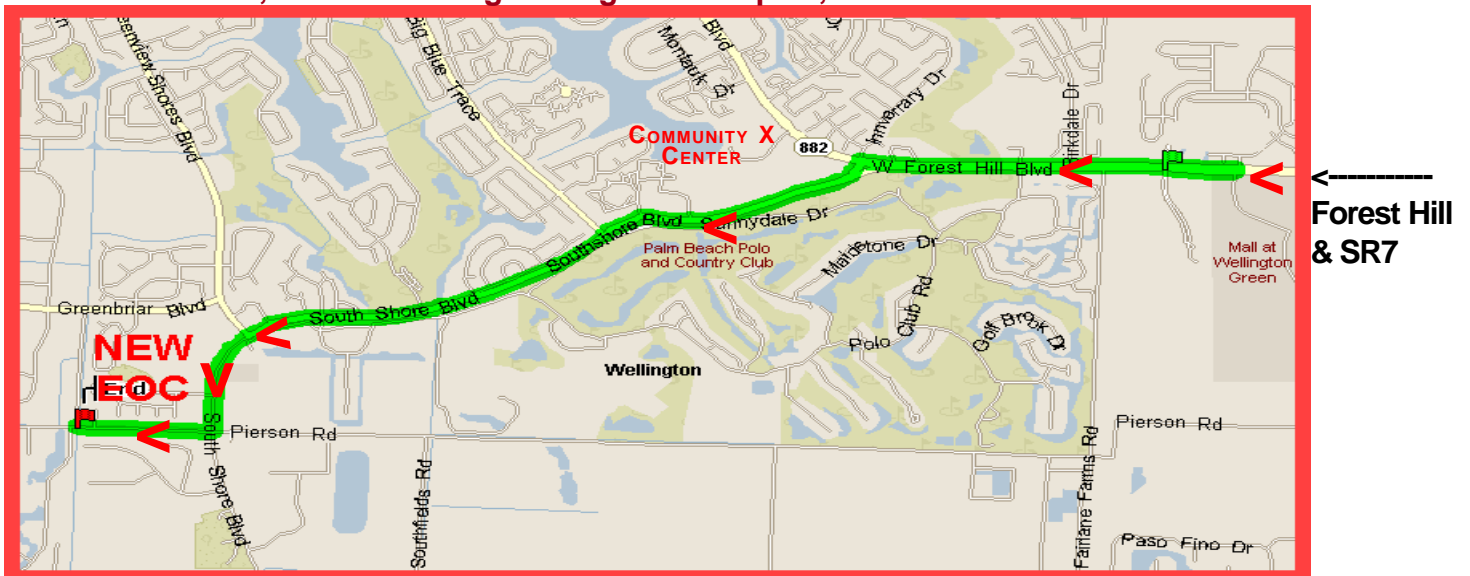 eenview Shores Blvd
Big Blue Trace
Montauk Dr
Blvd
Dr
Inverrary Dr
Birkdale Dr
COMMUNITY X
CENTER
882
W Forest Hill Blvd
<
<
<-----------
Forest Hill
& SR7
Southshore Blvd
<
Sunnydale Dr
Palm Beach Polo
and Country Club
Maidstone Dr
Mall at
Wellington
Green
Greenbriar Blvd
South Shore Blvd
<
Polo Club Rd
Golf Brook Dr
NEW
EOC V
End
Wellington
<
Pierson Rd
Pierson Rd
South Shore Blvd
Southfields Rd
Fairlane Farms Rd
Paso Fino Dr